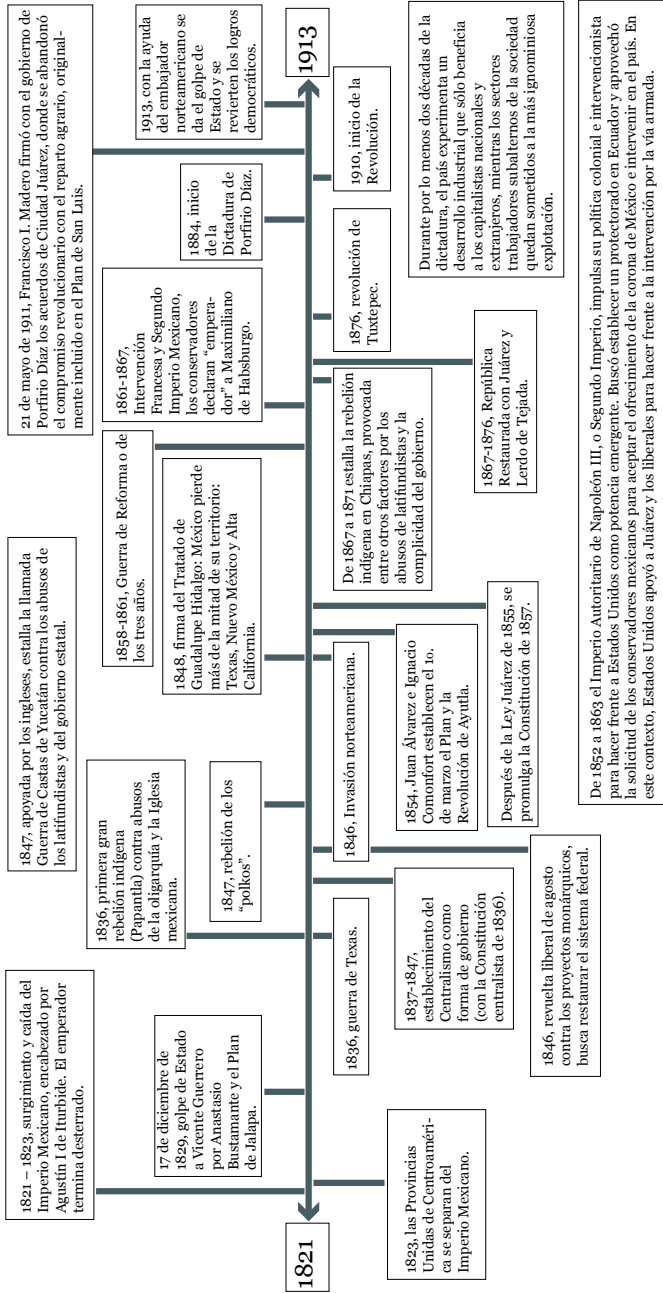 1821 – 1823, surgimiento y caída del
Imperio Mexicano, encabezado por
Agustín I de Iturbide. El emperador
termina desterrado.
17 de diciembre de
1829, golpe de Estado
a Vicente Guerrero
por Anastasio
Bustamante y el Plan
de Jalapa.
1836, primera gran
rebelión indígena
(Papantla) contra abusos
de la oligarquía y la Iglesia
mexicana.
1847, apoyada por los ingleses, estalla la llamada
Guerra de Castas de Yucatán contra los abusos de
los latifundistas y del gobierno estatal.
1847, rebelión de los
“polkos”.
1848, firma del Tratado de
Guadalupe Hidalgo: México pierde
más de la mitad de su territorio:
Texas, Nuevo México y Alta
California.
1858-1861, Guerra de Reforma o de
los tres años.
1861-1867,
Intervención
Francesa y Segundo
Imperio Mexicano,
los conservadores
declaran “empera-
dor” a Maximiliano
de Habsburgo.
1884, inicio
de la
Dictadura de
Porfirio Díaz.
21 de mayo de 1911, Francisco I. Madero firmó con el gobierno de
Porfirio Díaz los acuerdos de Ciudad Juárez, donde se abandonó
el compromiso revolucionario con el reparto agrario, original-
mente incluido en el Plan de San Luis.
1913, con la ayuda
del embajador
norteamericano se
da el golpe de
Estado y se
revierten los logros
democráticos.
1821
1913
1823, las Provincias
Unidas de Centroaméri-
ca se separan del
Imperio Mexicano.
1836, guerra de Texas.
1837-1847,
establecimiento del
Centralismo como
forma de gobierno
(con la Constitución
centralista de 1836).
1846, revuelta liberal de agosto
contra los proyectos monárquicos,
busca restaurar el sistema federal.
1846, Invasión norteamericana.
1854, Juan Álvarez e Ignacio
Comonfort establecen el 1o.
de marzo el Plan y la
Revolución de Ayutla.
Después de la Ley Juárez de 1855, se
promulga la Constitución de 1857.
De 1867 a 1871 estalla la rebelión
indígena en Chiapas, provocada
entre otros factores por los
abusos de latifundistas y la
complicidad del gobierno.
1867-1876, República
Restaurada con Juárez y
Lerdo de Tejada.
1876, revolución de
Tuxtepec.
1910, inicio de la
Revolución.
Durante por lo menos dos décadas de la
dictadura, el país experimenta un
desarrollo industrial que sólo beneficia
a los capitalistas nacionales y
extranjeros, mientras los sectores
trabajadores subalternos de la sociedad
quedan sometidos a la más ignominiosa
explotación.
De 1852 a 1863 el Imperio Autoritario de Napoleón III, o Segundo Imperio, impulsa su política colonial e intervencionista
para hacer frente a Estados Unidos como potencia emergente. Buscó establecer un protectorado en Ecuador y aprovechó
la solicitud de los conservadores mexicanos para aceptar el ofrecimiento de la corona de México e intervenir en el país. En
este contexto, Estados Unidos apoyó a Juárez y los liberales para hacer frente a la intervención por la vía armada.